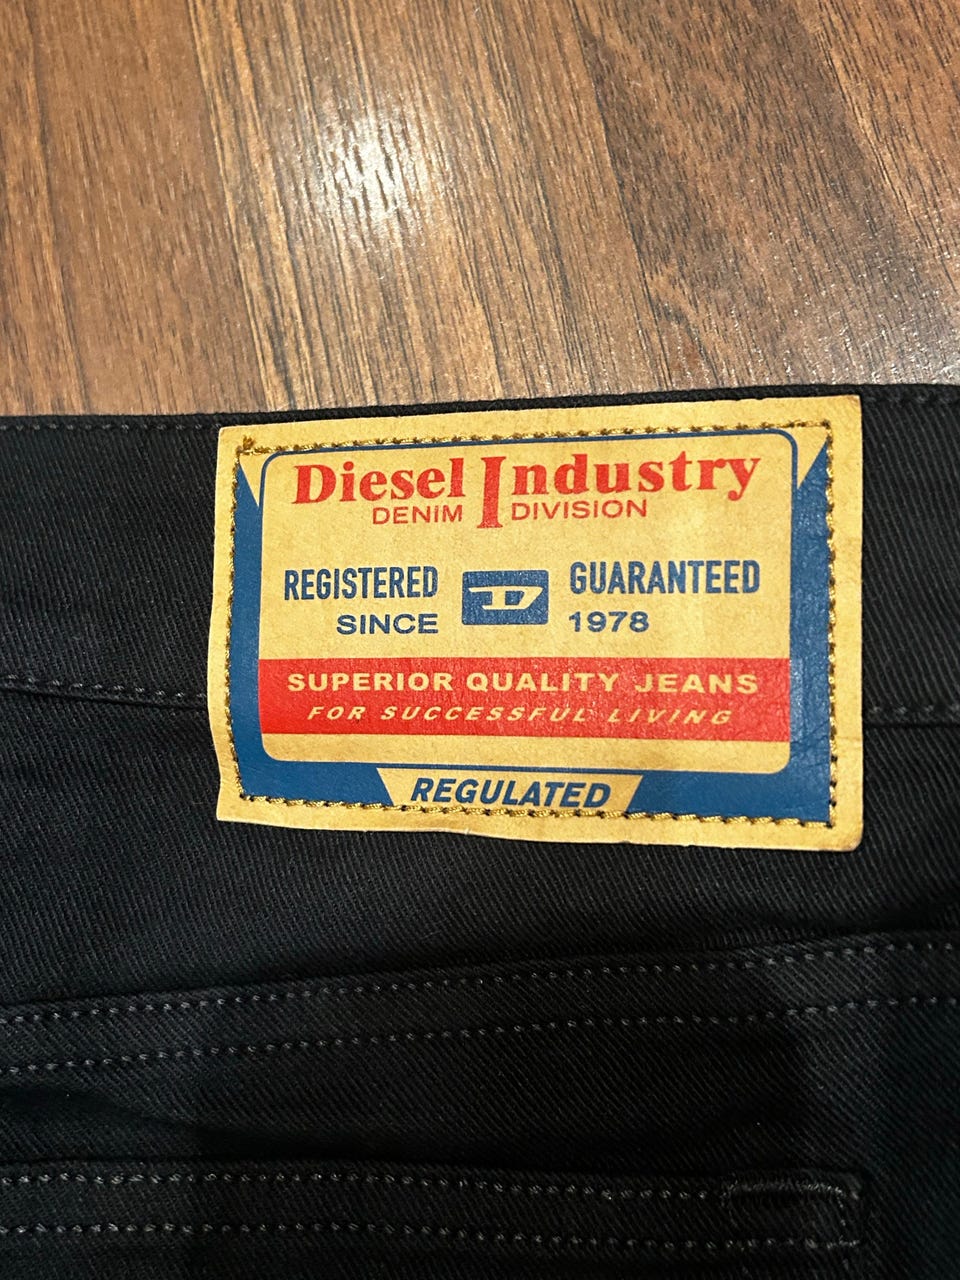 Diesel Industry
DENIM DIVISION
REGISTERED D GUARANTEED
SINCE 1978
SUPERIOR QUALITY JEANS
FOR SUCCESSFUL LIVING
REGULATED